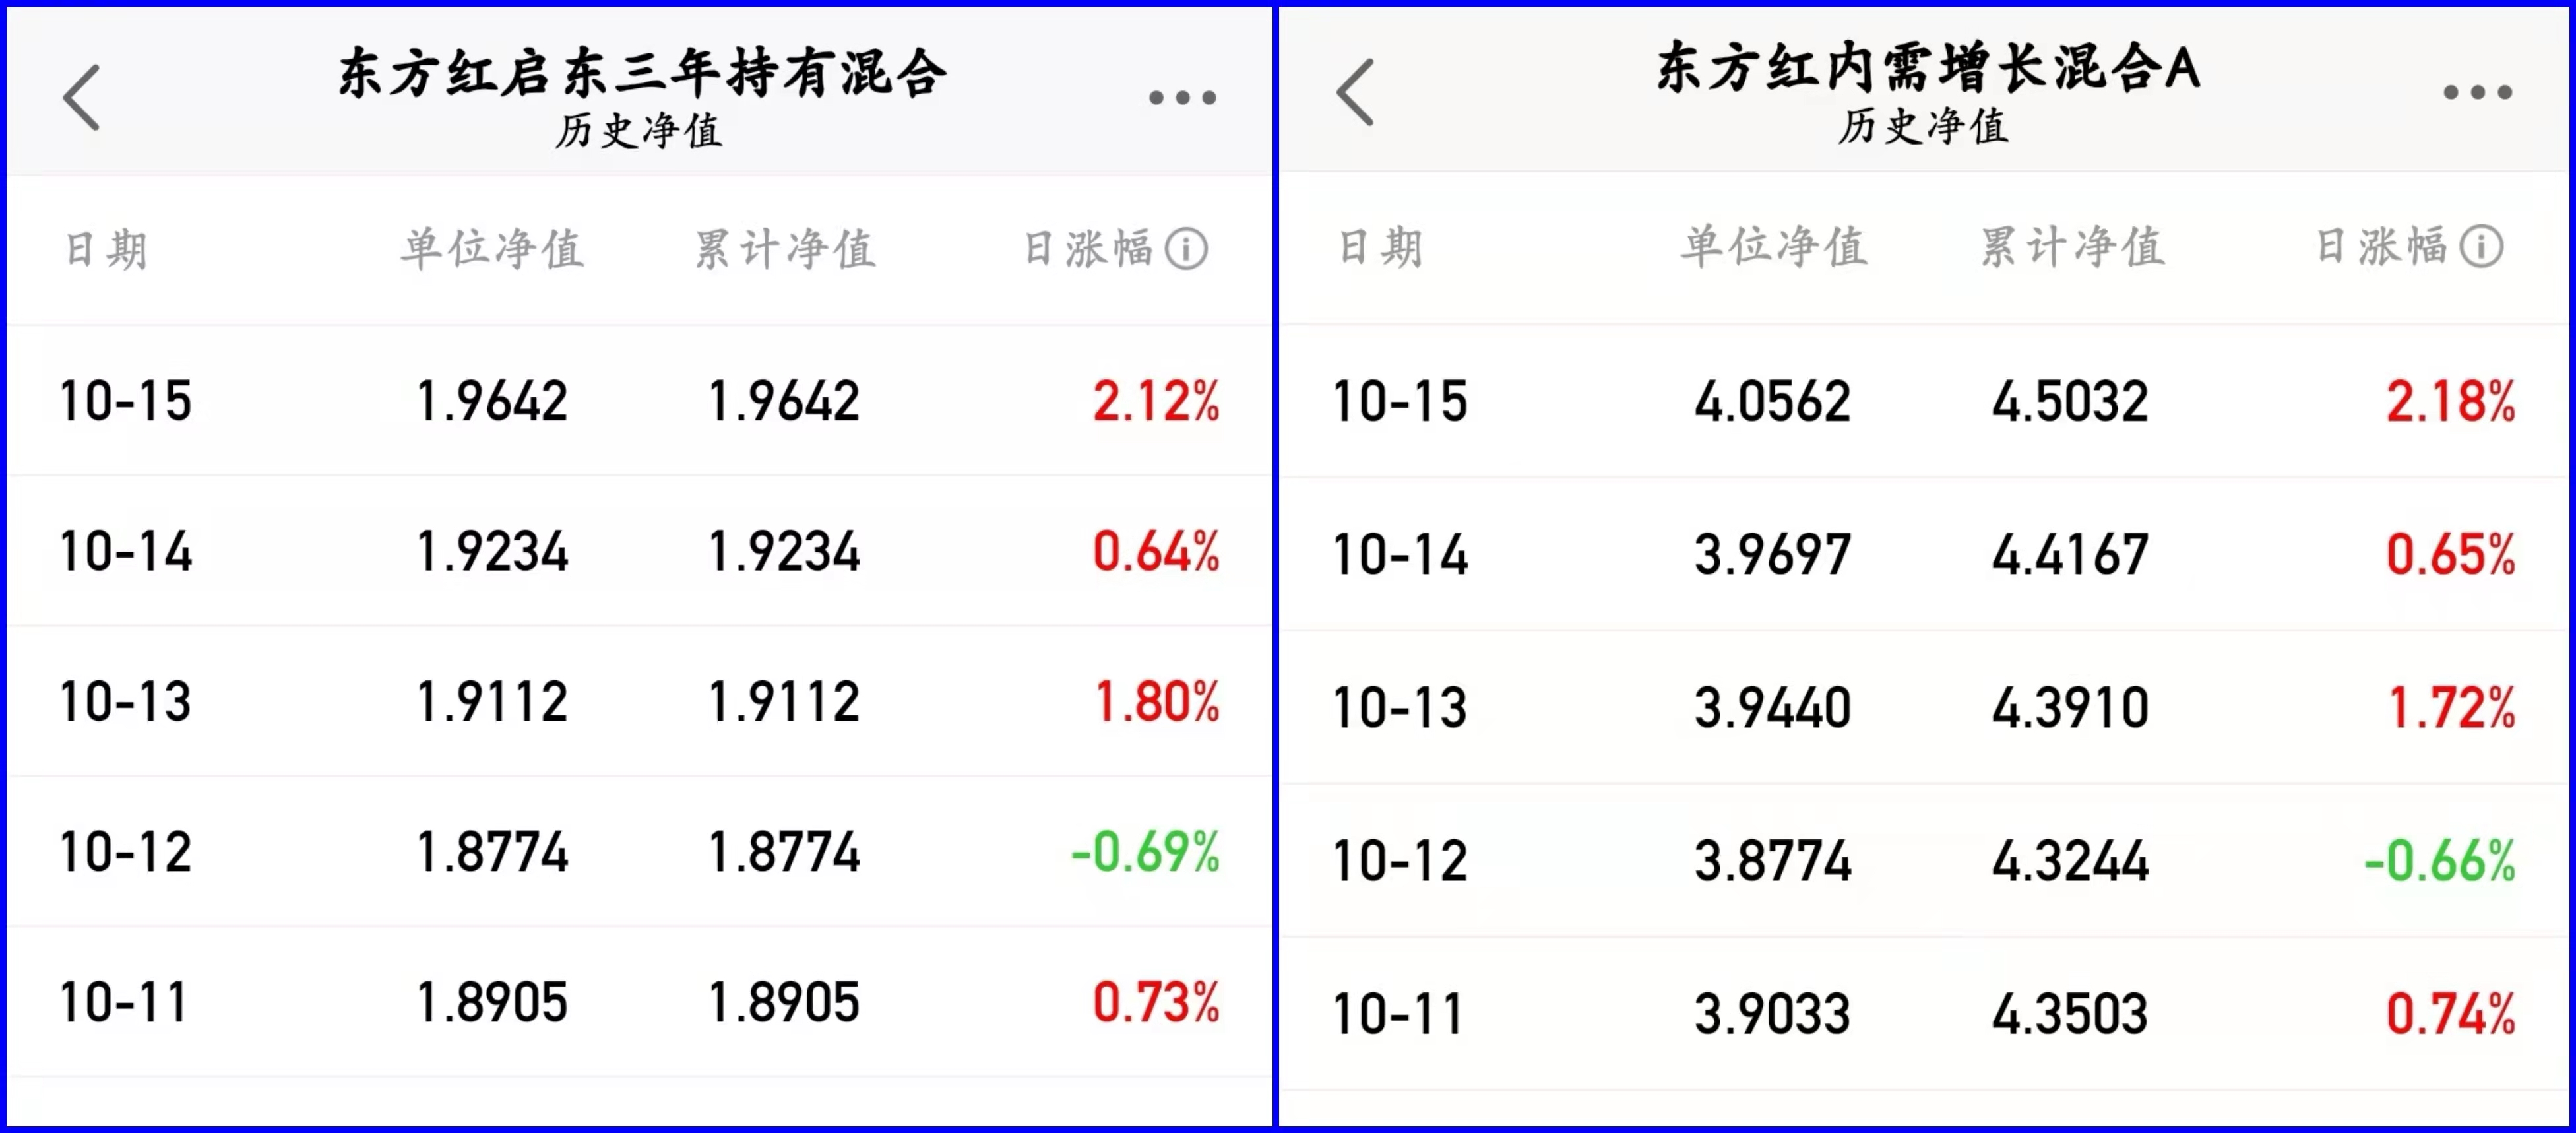 东方红启东三年持有混合
历史净值
日期 单位净值 累计净值 日涨幅
10-15 1.9642 1.9642 2.12%
10-14 1.9234 1.9234 0.64%
10-13 1.9112 1.9112 1.80%
10-12 1.8774 1.8774 -0.69%
10-11 1.8905 1.8905 0.73%
东方红内需增长混合A
历史净值
日期 单位净值 累计净值 日涨幅
10-15 4.0562 4.5032 2.18%
10-14 3.9697 4.4167 0.65%
10-13 3.9440 4.3910 1.72%
10-12 3.8774 4.3244 -0.66%
10-11 3.9033 4.3503 0.74%